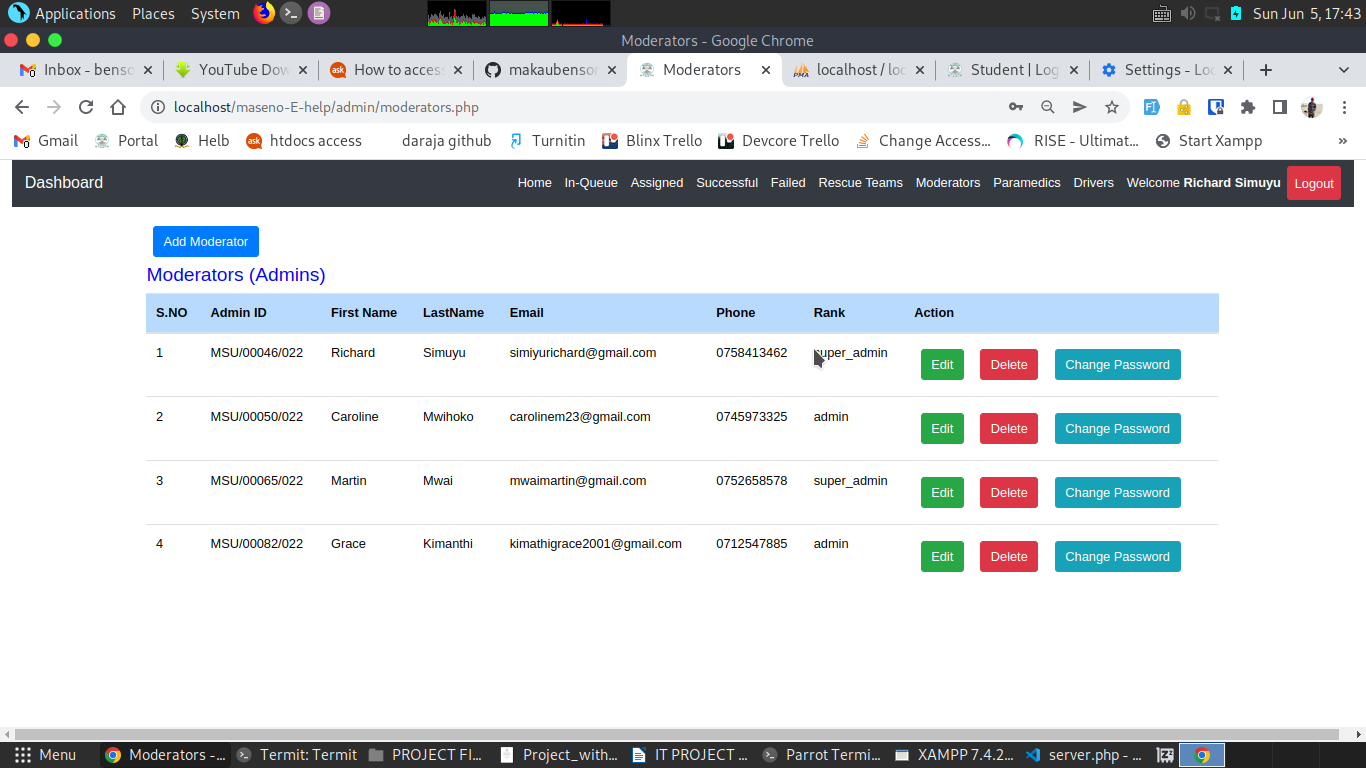 Applications Places System Sun Jun 5, 17:43
Moderators - Google Chrome
Inbox - benso YouTube Dow How to acces makaubensor Moderators localhost / loc Student | Log Settings - Loc
localhost/maseno-E-help/admin/moderators.php
Gmail Portal Helb htdocs access daraja github Turnitin Blinx Trello Devcore Trello Change Access... RISE - Ultimat... Start Xampp »
Dashboard Home In-Queue Assigned Successful Failed Rescue Teams Moderators Paramedics Drivers Welcome Richard Simuyu Logout
Add Moderator
Moderators (Admins)
S.NO Admin ID First Name LastName Email Phone Rank Action
1 MSU/00046/022 Richard Simuyu simiyurichard@gmail.com 0758413462 super_admin Edit Delete Change Password
2 MSU/00050/022 Caroline Mwihoko carolinem23@gmail.com 0745973325 admin Edit Delete Change Password
3 MSU/00065/022 Martin Mwai mwaimartin@gmail.com 0752658578 super_admin Edit Delete Change Password
4 MSU/00082/022 Grace Kimanthi kimathigrace2001@gmail.com 0712547885 admin Edit Delete Change Password
Menu Moderators -... Termit: Termit PROJECT FI... Project_with... IT PROJECT ... Parrot Termi... XAMPP 7.4.2... server.php - ...